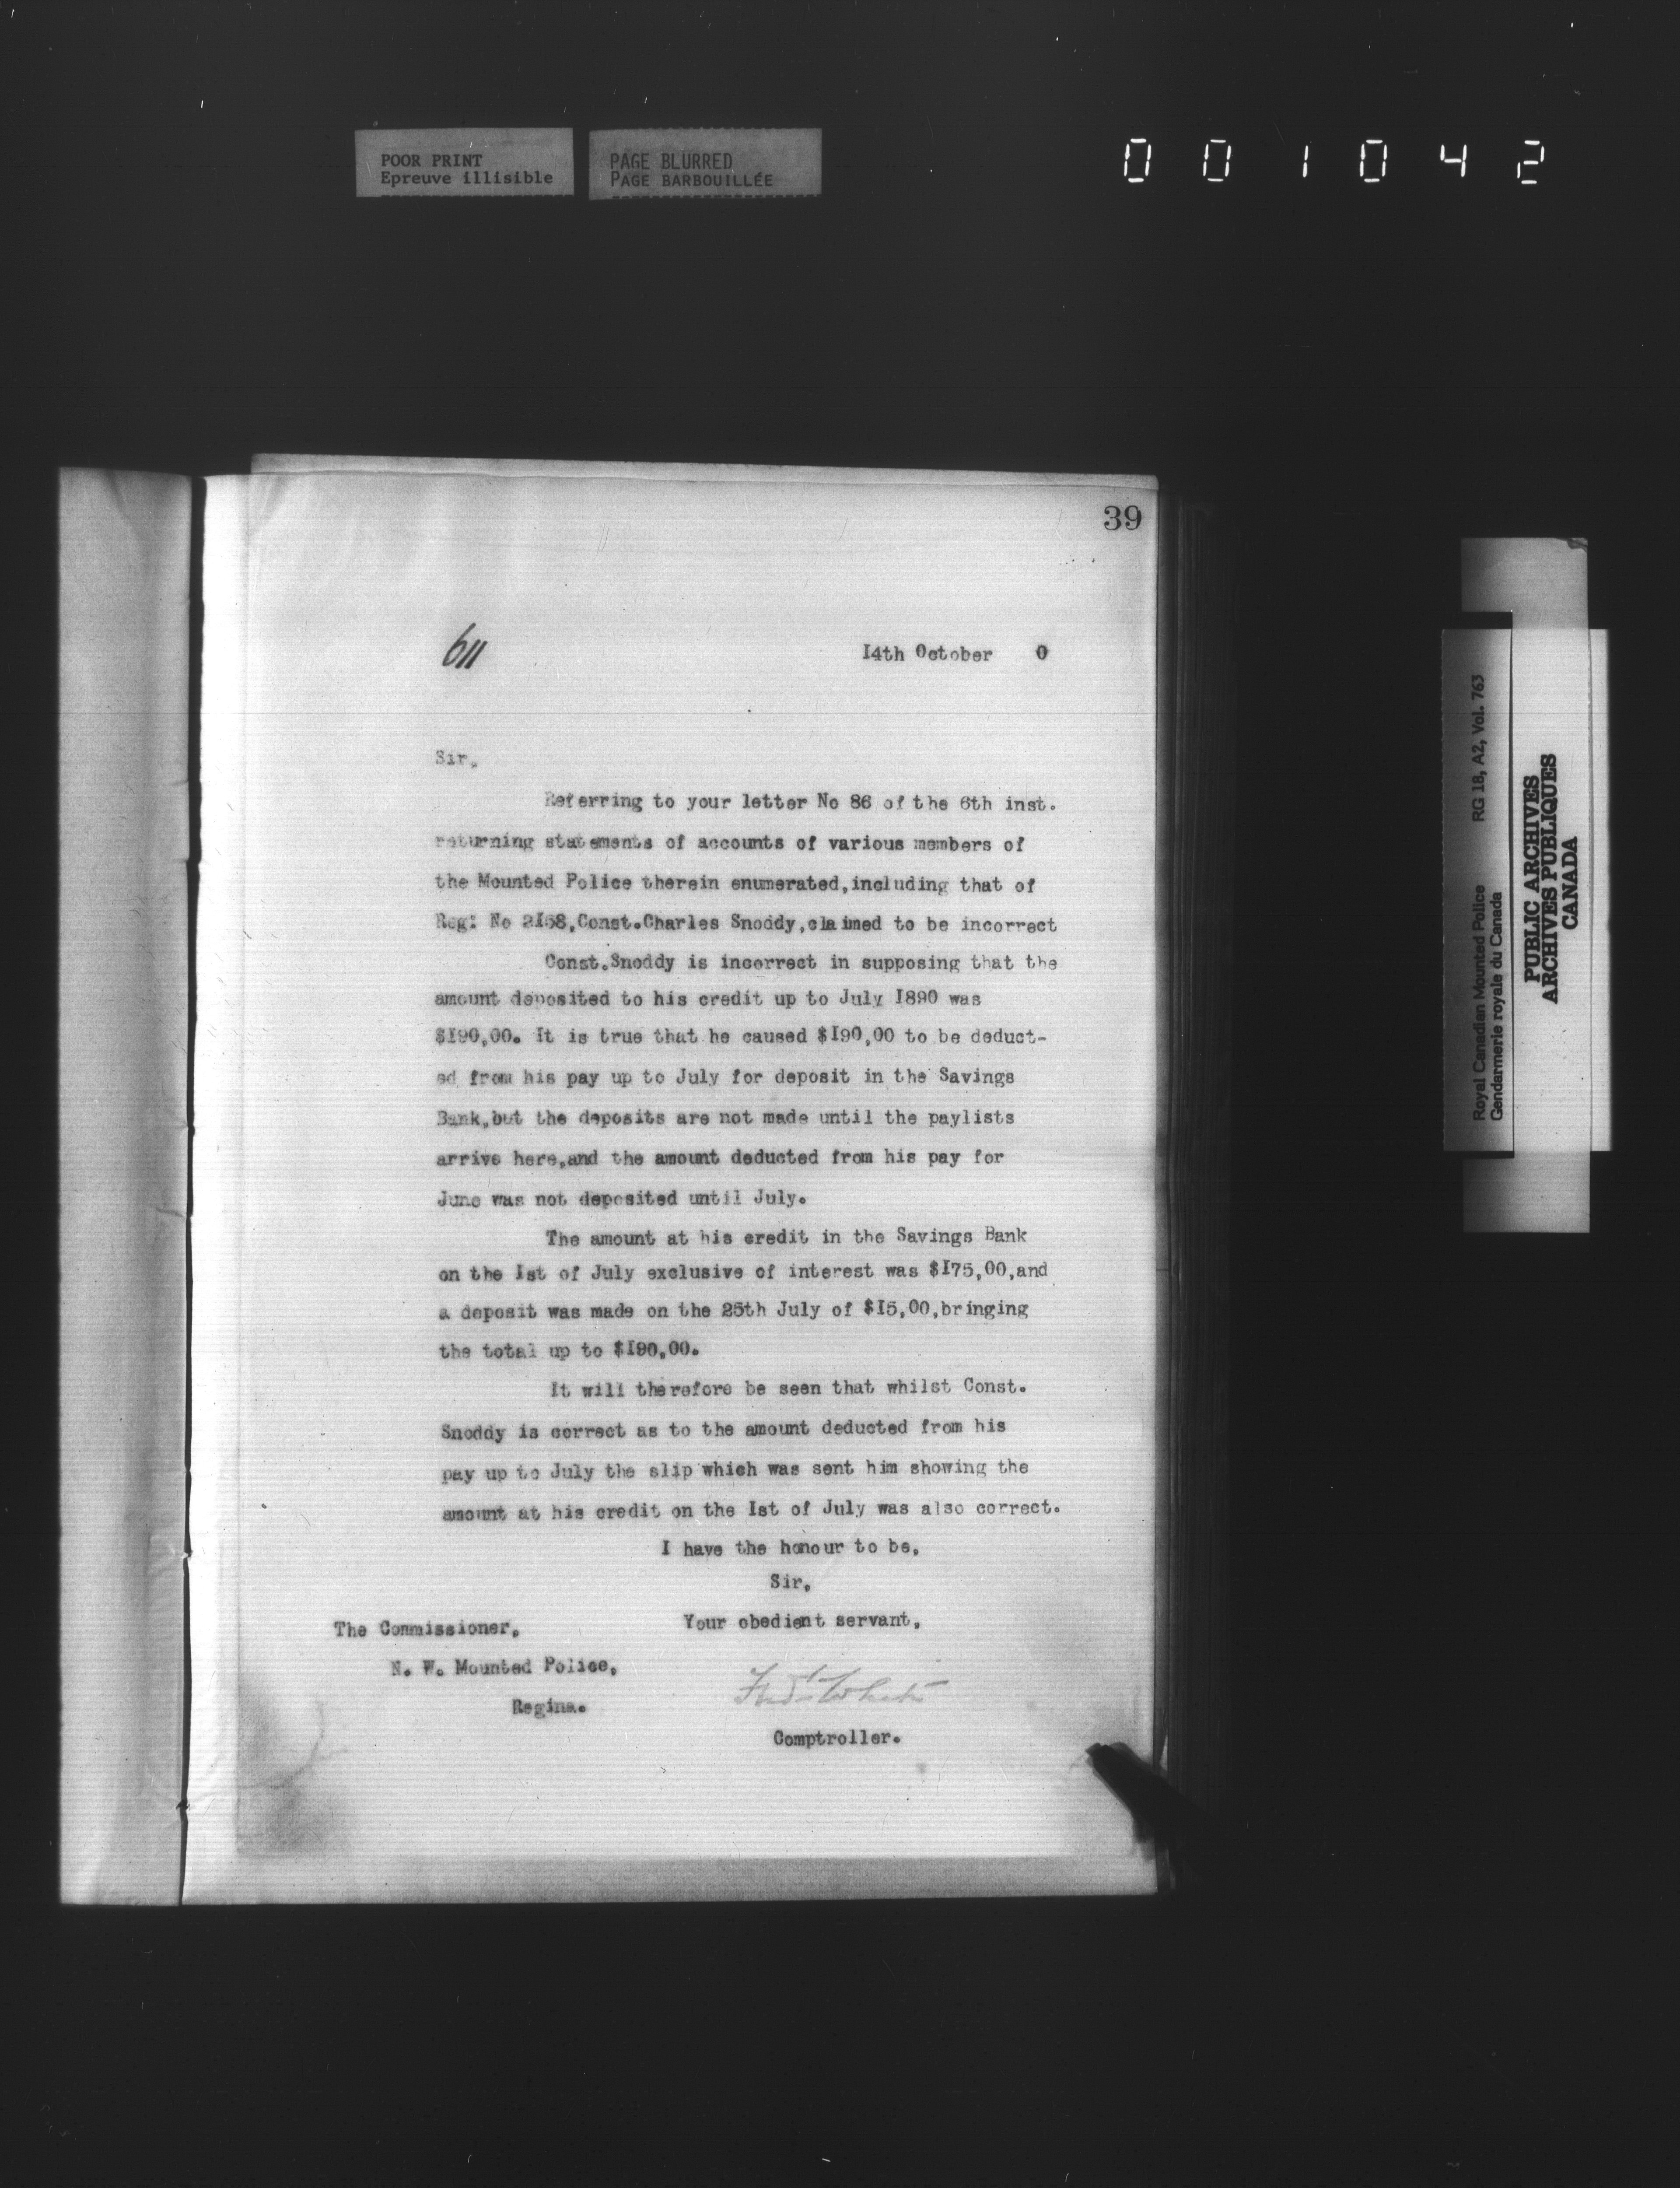 POOR PRINT
Epreuve illisible
PAGE BLURRED
PAGE BARBOUILLÉE
0 0 1 0 4 2
39
611
I4th October 0
Sir,
Referring to your letter No 86 of the 6th inst.
returning statements of accounts of various members of
the Mounted Police therein enumerated,including that of
Reg: No 2I58,Const.Charles Snoddy,claimed to be incorrect
Const.Snoddy is incorrect in supposing that the
amount deposited to his credit up to July I890 was
$I90,00. It is true that he caused $I90,00 to be deduct-
ed from his pay up to July for deposit in the Savings
Bank,but the deposits are not made until the paylists
arrive here,and the amount deducted from his pay for
June was not deposited until July.
The amount at his credit in the Savings Bank
on the Ist of July exclusive of interest was $I75,00,and
a deposit was made on the 25th July of $I5,00,bringing
the total up to $I90,00.
It will therefore be seen that whilst Const.
Snoddy is correct as to the amount deducted from his
pay up to July the slip which was sent him showing the
amount at his credit on the Ist of July was also correct.
I have the honour to be,
Sir,
Your obedient servant,
The Commissioner,
N. W. Mounted Police,
Regina.
Fred White
Comptroller.
Royal Canadian Mounted Police RG 18, A2, Vol. 763
Gendarmerie royale du Canada
PUBLIC ARCHIVES
ARCHIVES PUBLIQUES
CANADA